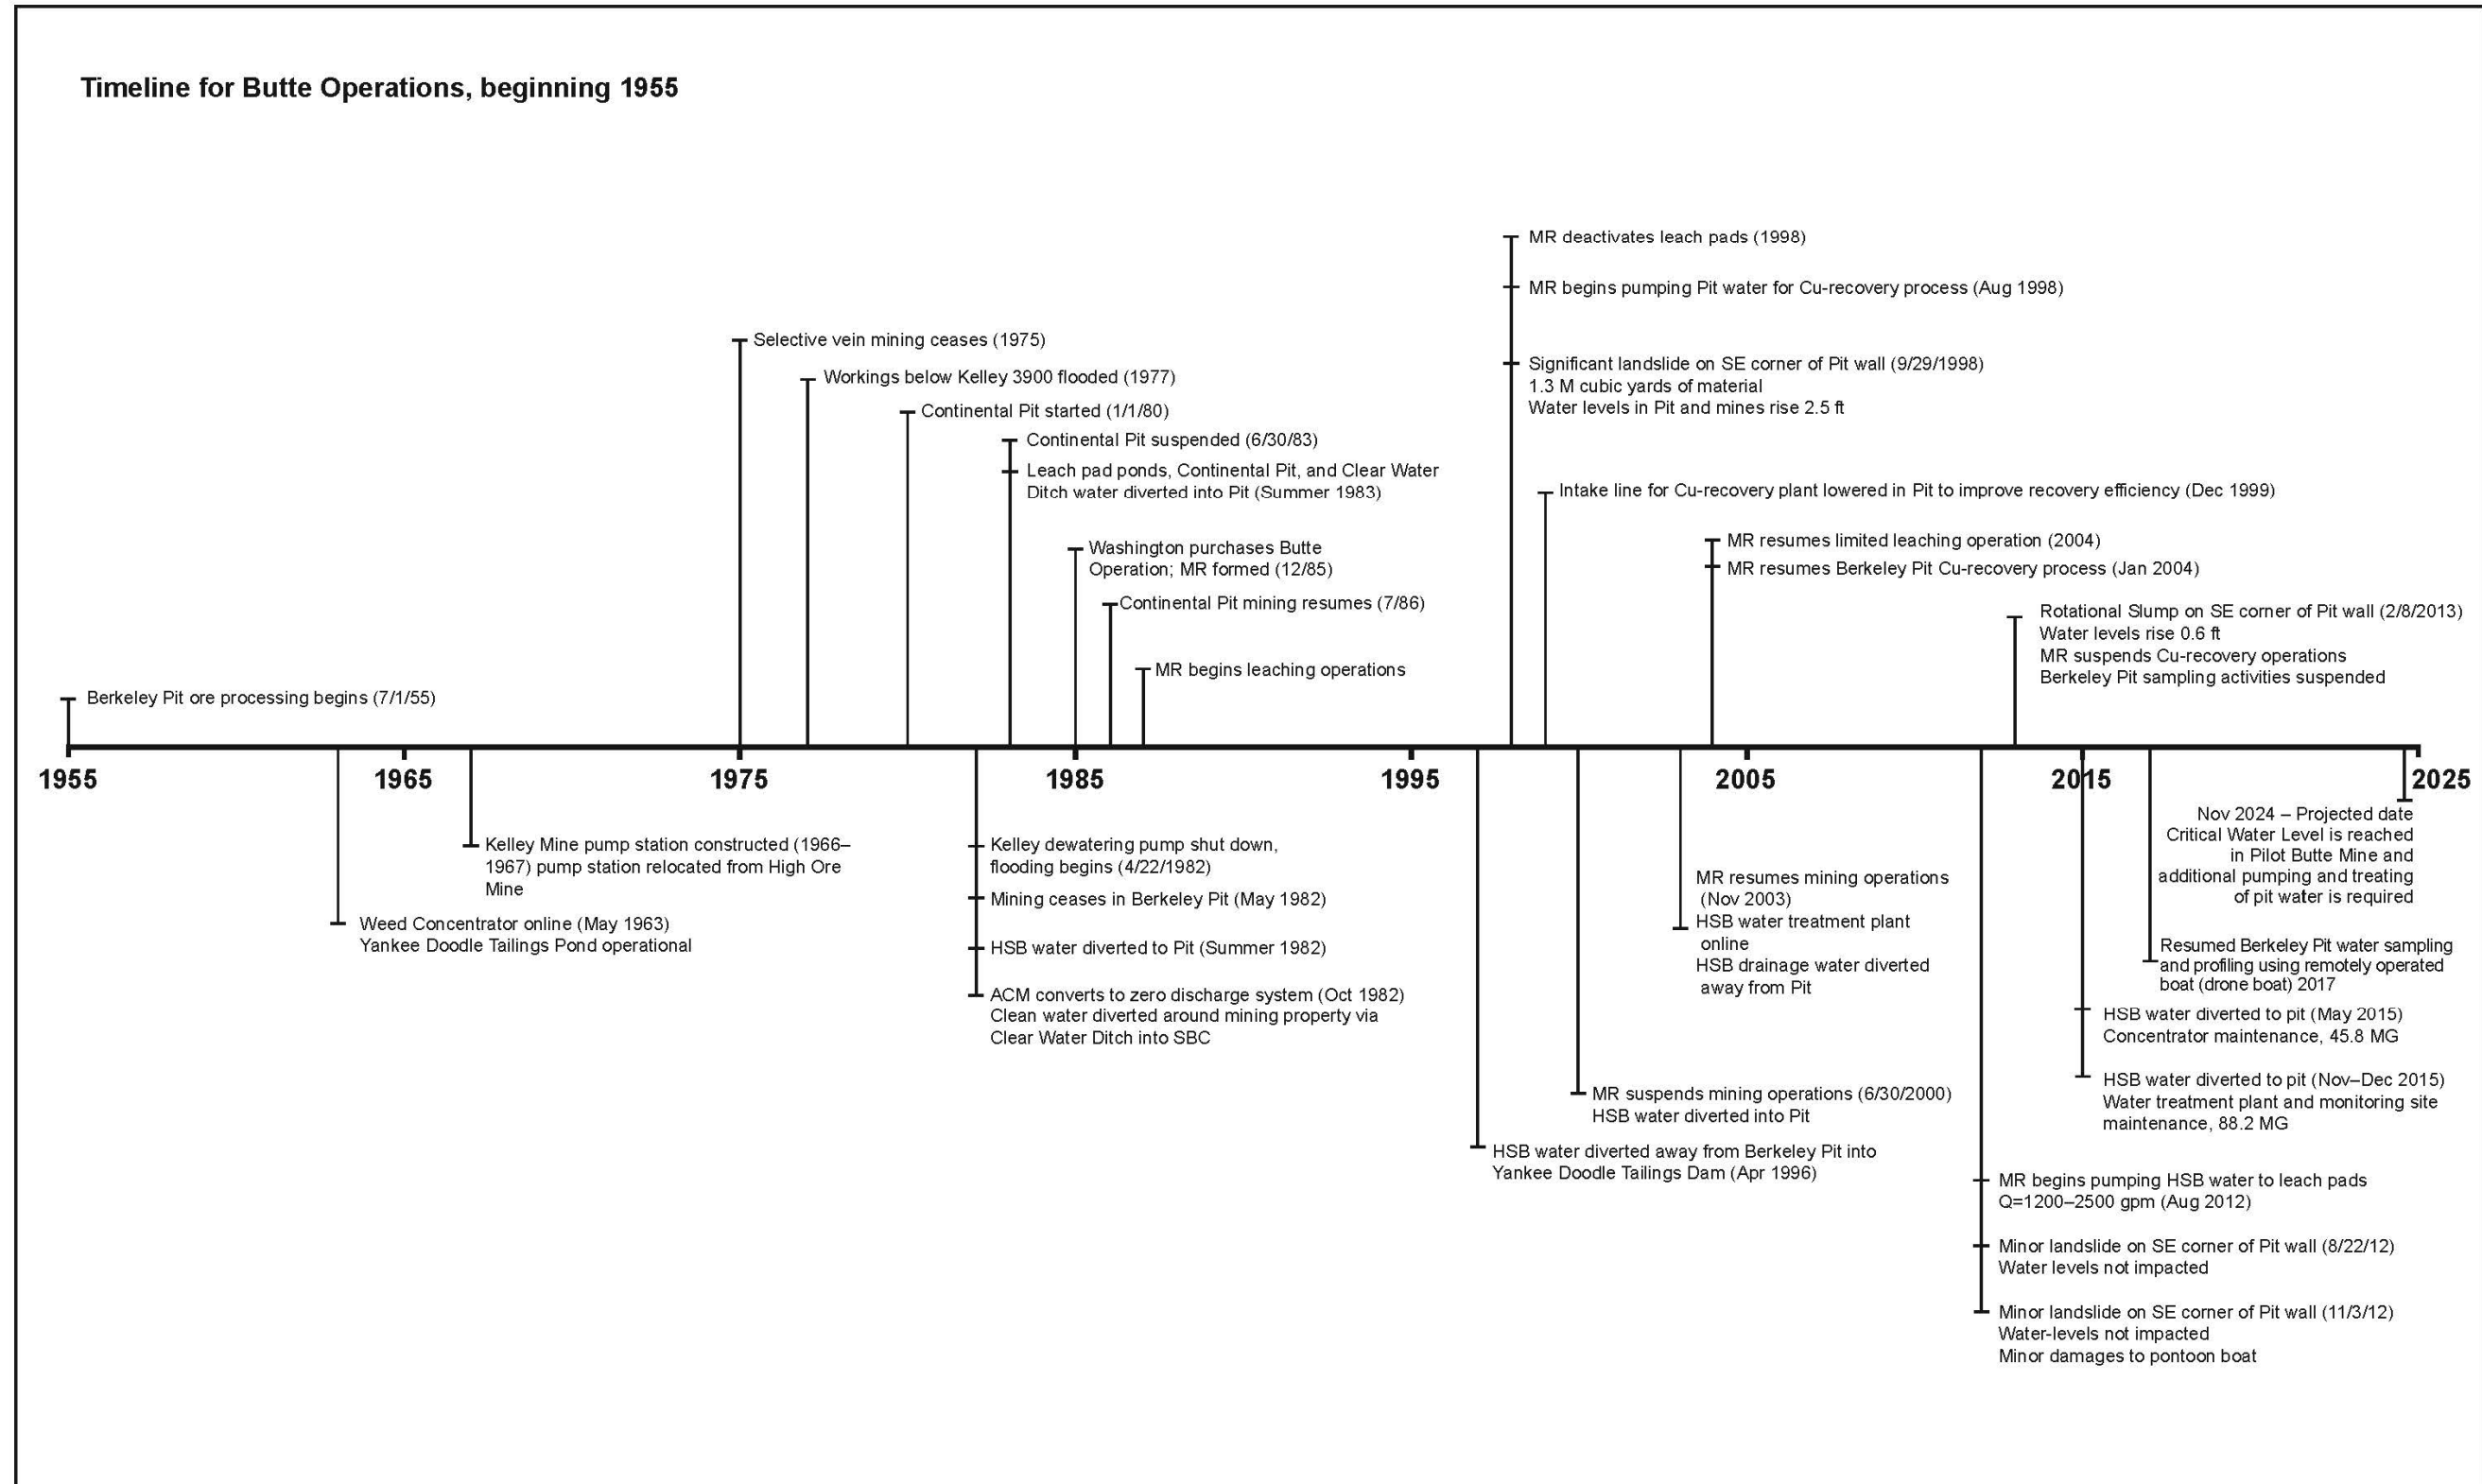 Timeline for Butte Operations, beginning 1955
MR deactivates leach pads (1998)
MR begins pumping Pit water for Cu-recovery process (Aug 1998)
Significant landslide on SE corner of Pit wall (9/29/1998)
1.3 M cubic yards of material
Water levels in Pit and mines rise 2.5 ft
Selective vein mining ceases (1975)
Workings below Kelley 3900 flooded (1977)
Continental Pit started (1/1/80)
Continental Pit suspended (6/30/83)
Leach pad ponds, Continental Pit, and Clear Water
Ditch water diverted into Pit (Summer 1983)
Intake line for Cu-recovery plant lowered in Pit to improve recovery efficiency (Dec 1999)
Washington purchases Butte
Operation; MR formed (12/85)
MR resumes limited leaching operation (2004)
MR resumes Berkeley Pit Cu-recovery process (Jan 2004)
Continental Pit mining resumes (7/86)
Rotational Slump on SE corner of Pit wall (2/8/2013)
Water levels rise 0.6 ft
MR suspends Cu-recovery operations
Berkeley Pit sampling activities suspended
MR begins leaching operations
Berkeley Pit ore processing begins (7/1/55)
1955
1965
1975
1985
1995
2005
2015
2025
Kelley Mine pump station constructed (1966–
1967) pump station relocated from High Ore
Mine
Weed Concentrator online (May 1963)
Yankee Doodle Tailings Pond operational
Kelley dewatering pump shut down,
flooding begins (4/22/1982)
Mining ceases in Berkeley Pit (May 1982)
HSB water diverted to Pit (Summer 1982)
ACM converts to zero discharge system (Oct 1982)
Clean water diverted around mining property via
Clear Water Ditch into SBC
MR resumes mining operations
(Nov 2003)
HSB water treatment plant
online
HSB drainage water diverted
away from Pit
MR suspends mining operations (6/30/2000)
HSB water diverted into Pit
HSB water diverted away from Berkeley Pit into
Yankee Doodle Tailings Dam (Apr 1996)
Nov 2024 – Projected date
Critical Water Level is reached
in Pilot Butte Mine and
additional pumping and treating
of pit water is required
Resumed Berkeley Pit water sampling
and profiling using remotely operated
boat (drone boat) 2017
HSB water diverted to pit (May 2015)
Concentrator maintenance, 45.8 MG
HSB water diverted to pit (Nov–Dec 2015)
Water treatment plant and monitoring site
maintenance, 88.2 MG
MR begins pumping HSB water to leach pads
Q=1200–2500 gpm (Aug 2012)
Minor landslide on SE corner of Pit wall (8/22/12)
Water levels not impacted
Minor landslide on SE corner of Pit wall (11/3/12)
Water-levels not impacted
Minor damages to pontoon boat